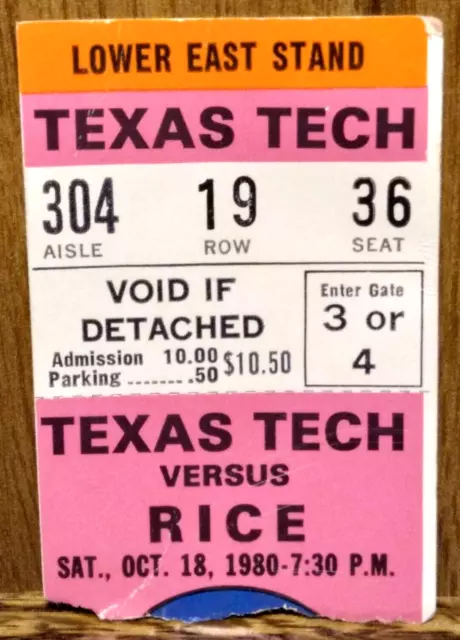 LOWER EAST STAND
TEXAS TECH
304 19 36
AISLE ROW SEAT
VOID IF
DETACHED
Admission 10.00
Parking ....... .50
$10.50
Enter Gate
3 or
4
TEXAS TECH
VERSUS
RICE
SAT., OCT. 18, 1980-7:30 P.M.